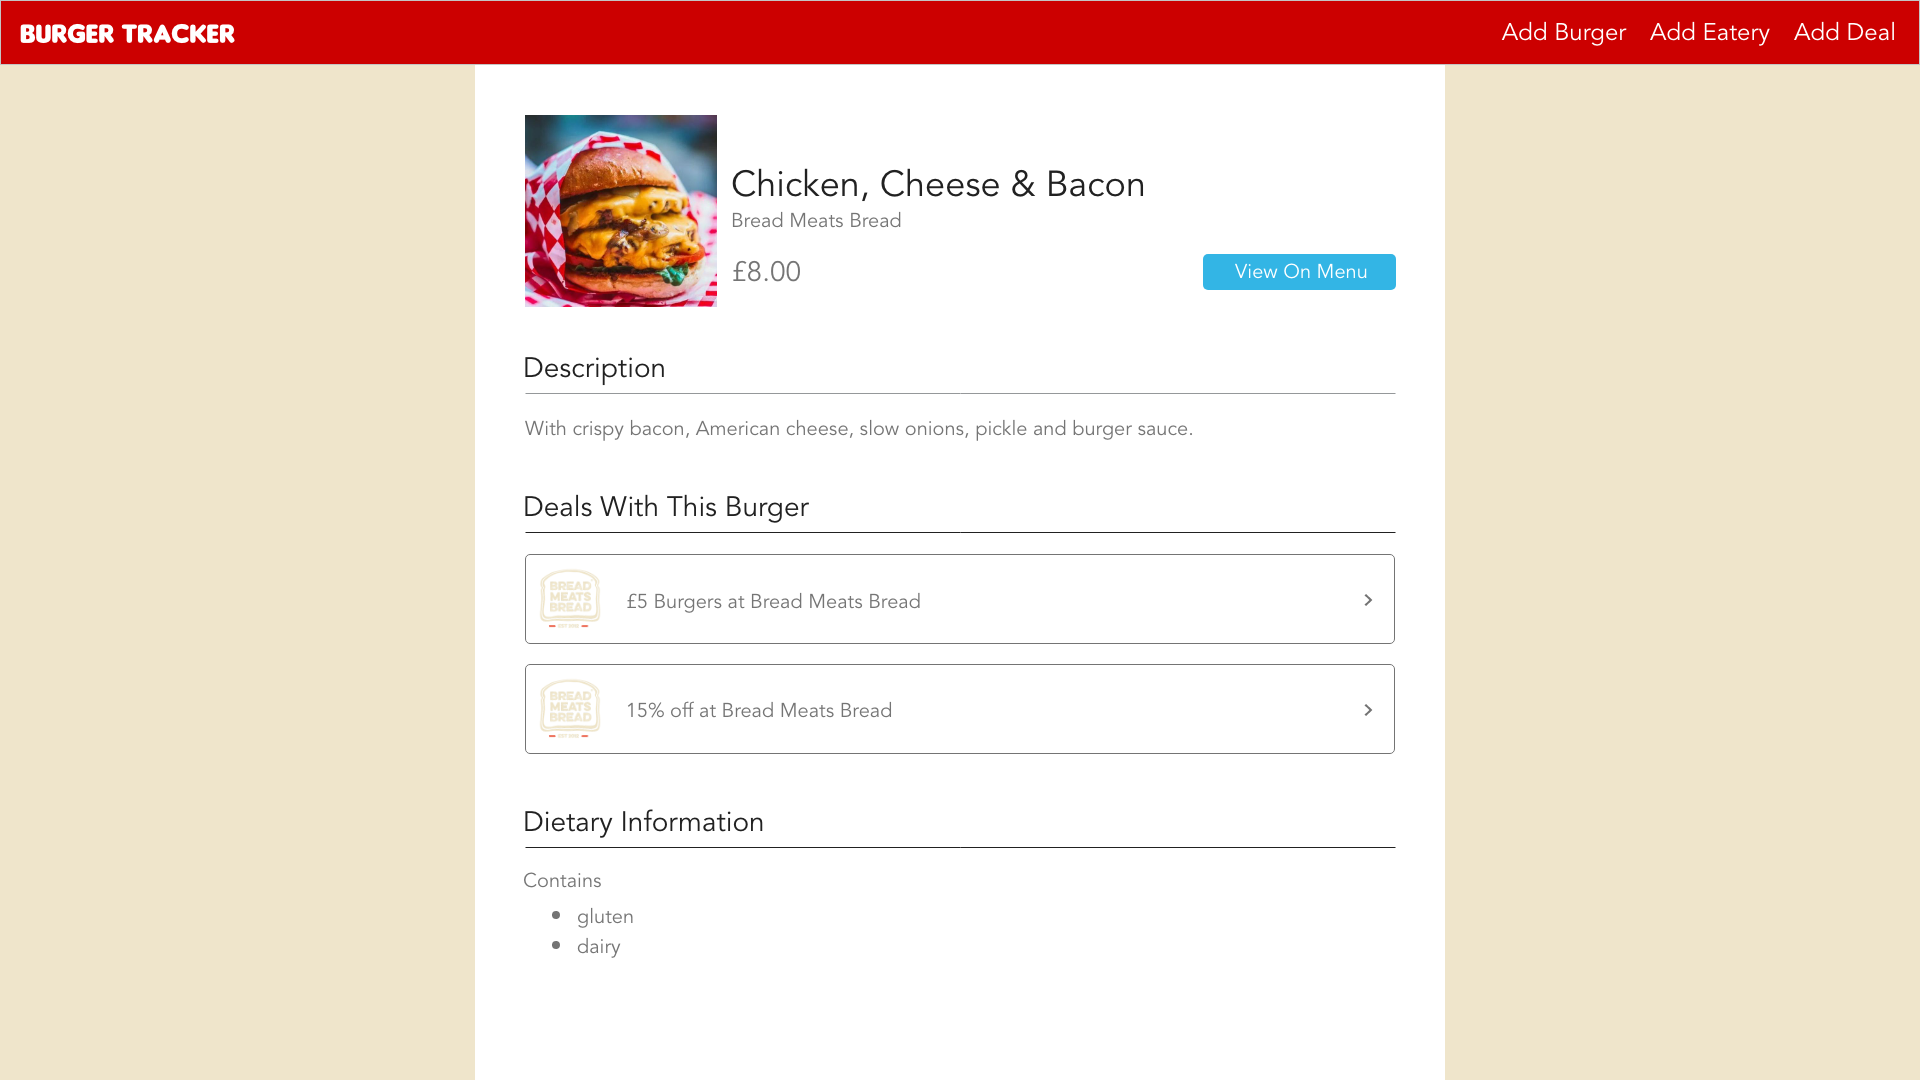 BURGER TRACKER
Add Burger Add Eatery Add Deal
Chicken, Cheese & Bacon
Bread Meats Bread
£8.00
View On Menu
Description
With crispy bacon, American cheese, slow onions, pickle and burger sauce.
Deals With This Burger
BREAD
MEATS
BREAD
£5 Burgers at Bread Meats Bread
BREAD
MEATS
BREAD
15% off at Bread Meats Bread
Dietary Information
Contains
• gluten
• dairy